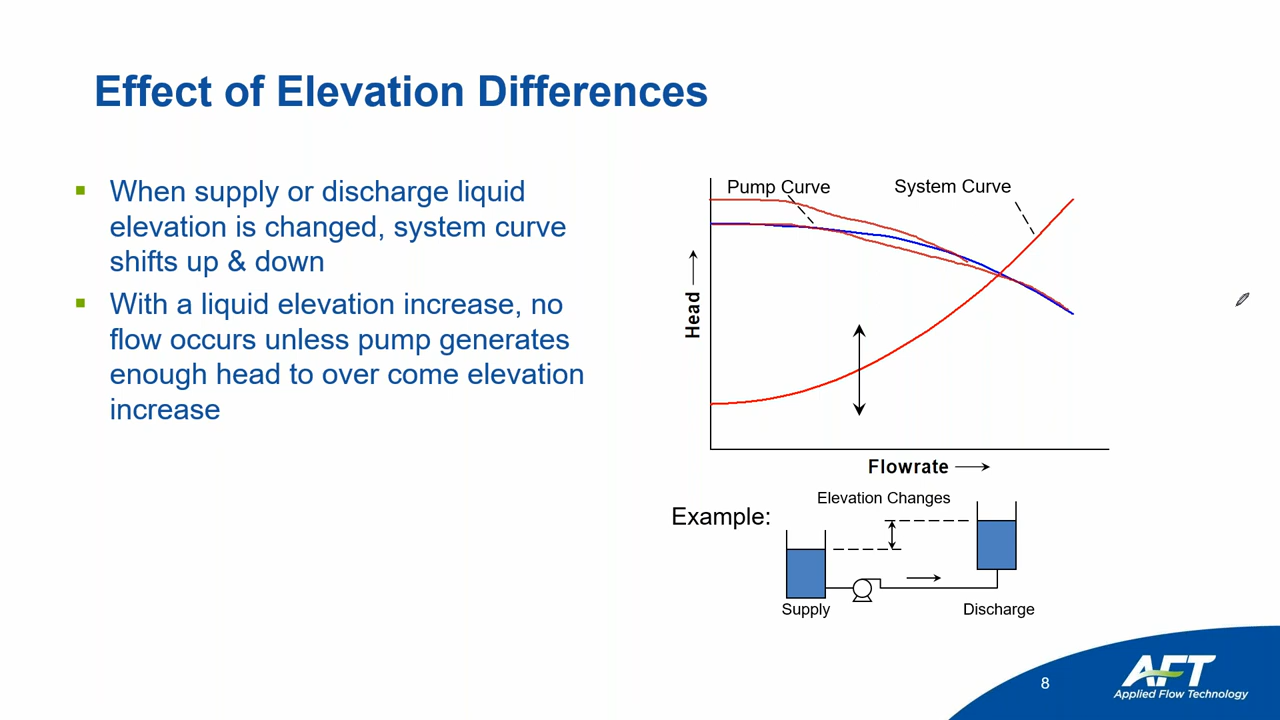 Effect of Elevation Differences
When supply or discharge liquid
elevation is changed, system curve
shifts up & down
With a liquid elevation increase, no
flow occurs unless pump generates
enough head to over come elevation
increase
Pump Curve
System Curve
Head
Flowrate
Elevation Changes
Example:
Supply
Discharge
8
AFT
Applied Flow Technology